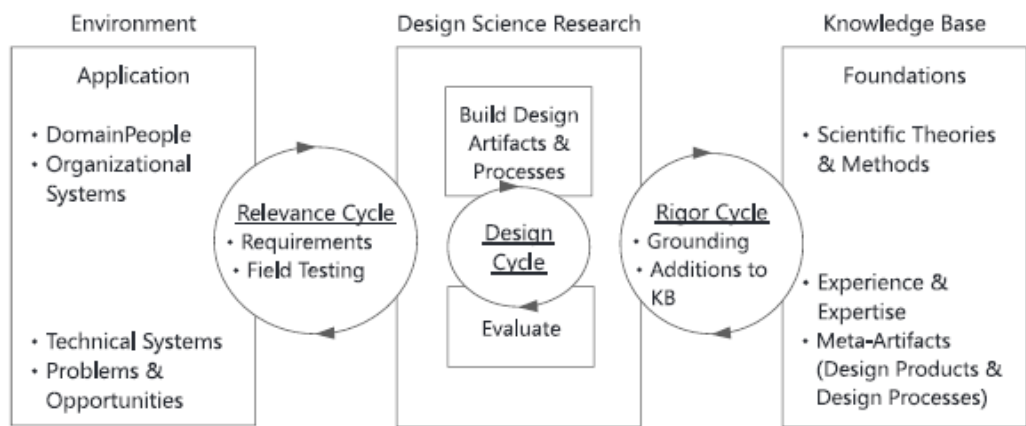 Environment
Application
• DomainPeople
• Organizational
Systems
• Technical Systems
• Problems &
Opportunities
Relevance Cycle
• Requirements
• Field Testing
Design Science Research
Build Design
Artifacts &
Processes
Design
Cycle
Evaluate
Rigor Cycle
• Grounding
• Additions to
KB
Knowledge Base
Foundations
• Scientific Theories
& Methods
• Experience &
Expertise
• Meta-Artifacts
(Design Products &
Design Processes)